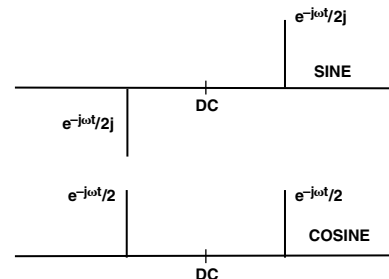 e^–jωt/2j
SINE
DC
e^–jωt/2j
e^–jωt/2
e^–jωt/2
COSINE
DC